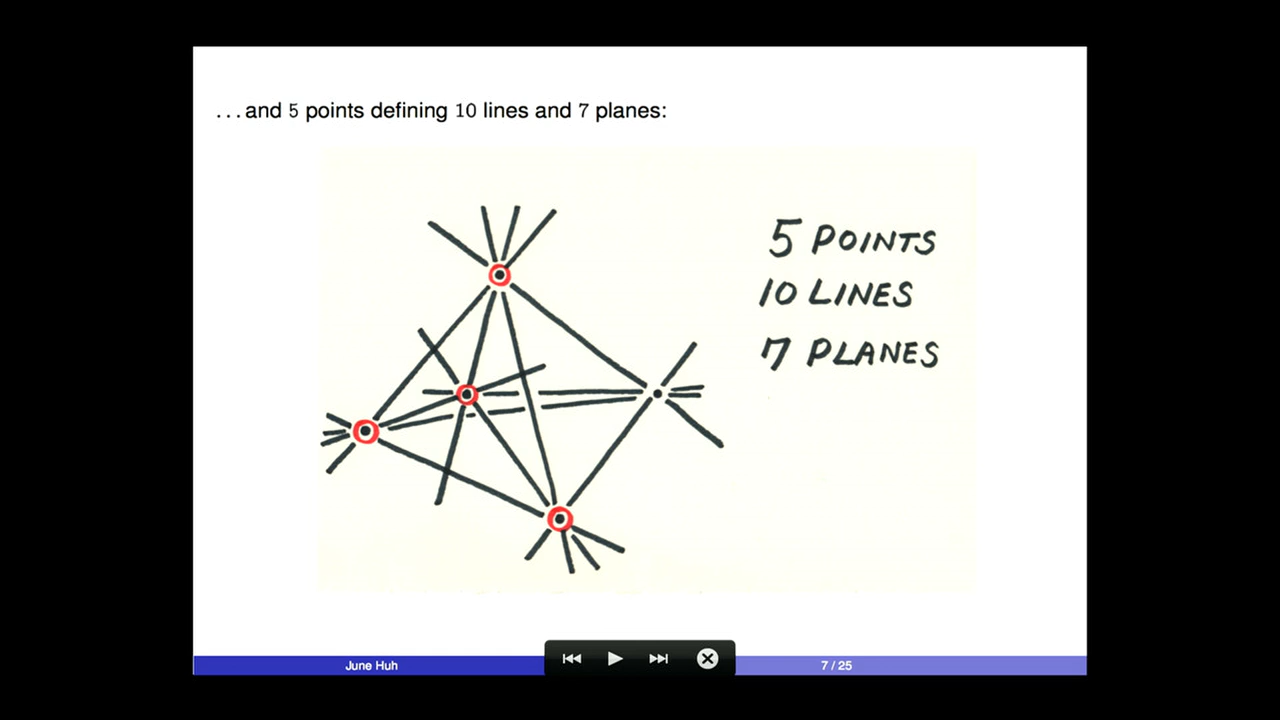 ...and 5 points defining 10 lines and 7 planes:
5 POINTS
10 LINES
7 PLANES
June Huh
7 / 25